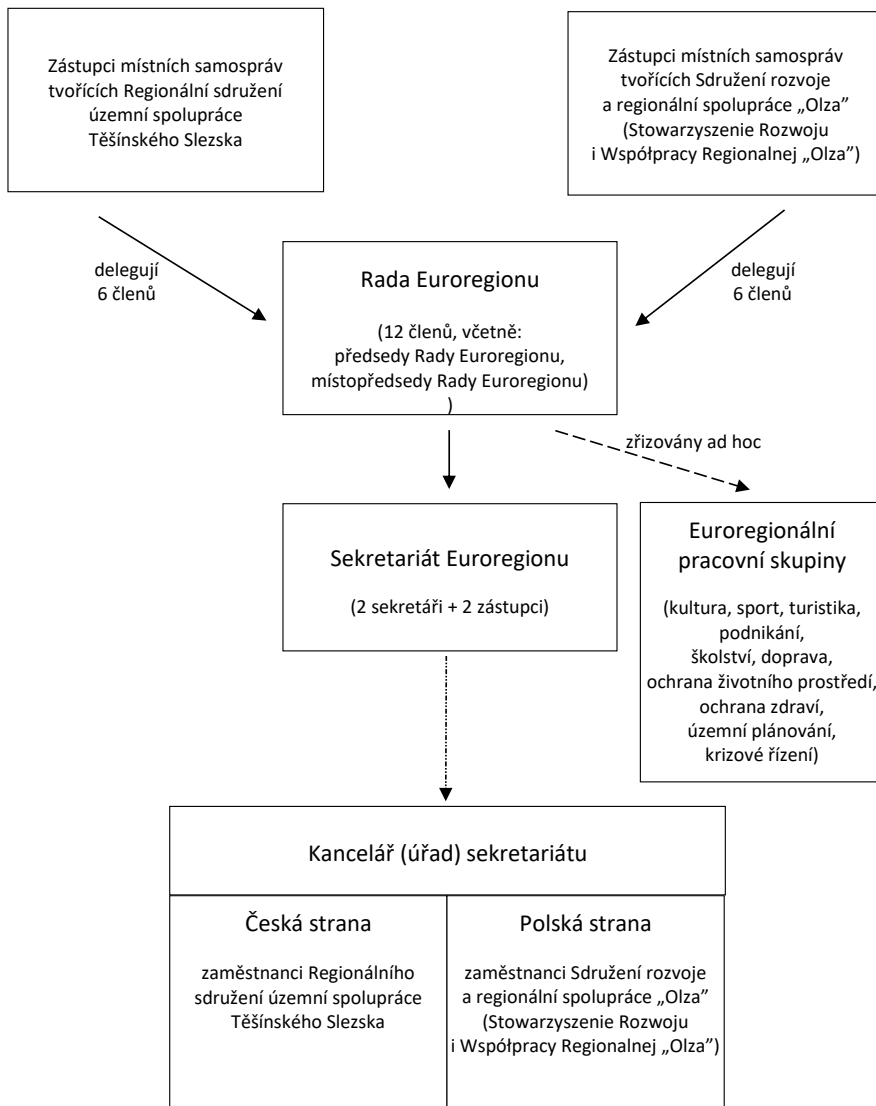 Zástupci místních samospráv
tvořících Regionální sdružení
územní spolupráce
Těšínského Slezska
Zástupci místních samospráv
tvořících Sdružení rozvoje
a regionální spolupráce „Olza”
(Stowarzyszenie Rozwoju
i Współpracy Regionalnej „Olza”)
delegují
6 členů
delegují
6 členů
Rada Euroregionu
(12 členů, včetně:
předsedy Rady Euroregionu,
místopředsedy Rady Euroregionu)
)
zřizovány ad hoc
Sekretariát Euroregionu
(2 sekretáři + 2 zástupci)
Euroregionální
pracovní skupiny
(kultura, sport, turistika,
podnikání,
školství, doprava,
ochrana životního prostředí,
ochrana zdraví,
územní plánování,
krizové řízení)
Kancelář (úřad) sekretariátu
Česká strana
zaměstnanci Regionálního
sdružení územní spolupráce
Těšínského Slezska
Polská strana
zaměstnanci Sdružení rozvoje
a regionální spolupráce „Olza”
(Stowarzyszenie Rozwoju
i Współpracy Regionalnej „Olza”)